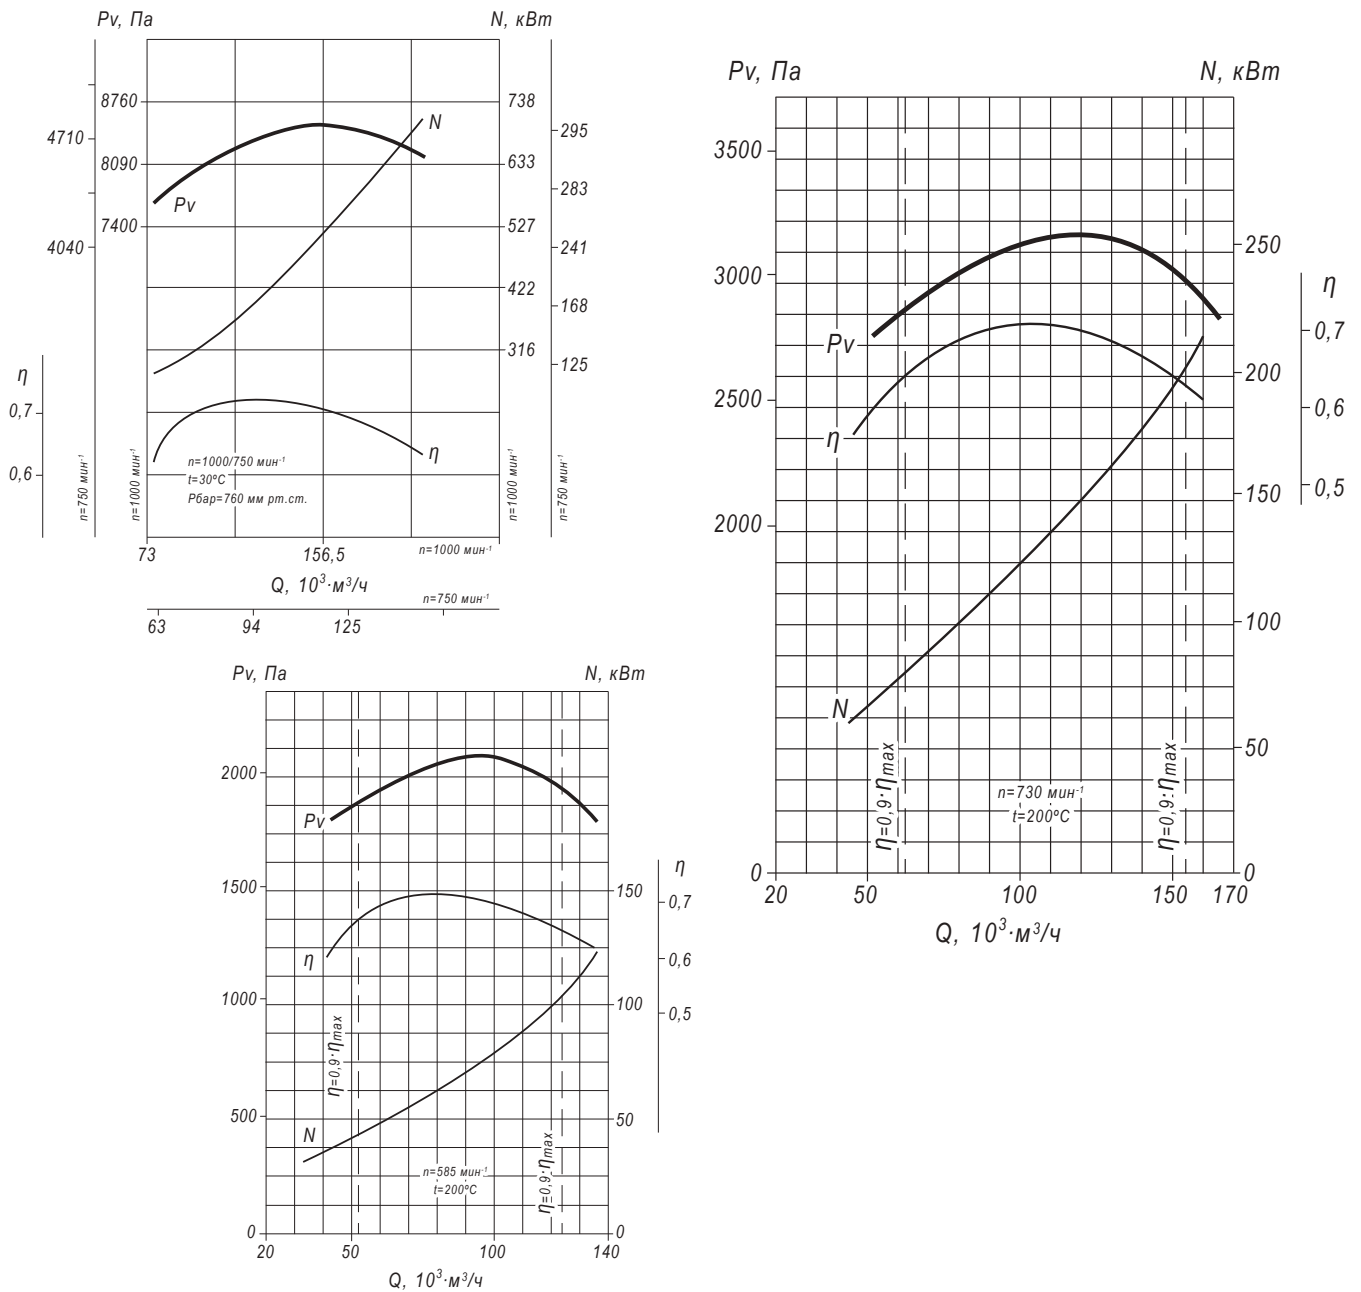 Pv, Па
N, кВт
8760
738
4710
295
8090
633
283
N
Pv
7400
527
4040
241
422
168
316
125
η
0,7
0,6
η
n=1000/750 мин⁻¹
t=30ºC
Рбар=760 мм рт.ст.
n=750 мин⁻¹
n=1000 мин⁻¹
n=1000 мин⁻¹
n=750 мин⁻¹
73
156,5
n=1000 мин⁻¹
Q, 10³·м³/ч
n=750 мин⁻¹
63
94
125
Pv, Па
N, кВт
3500
3000
2500
2000
0
250
200
150
100
50
0
η
0,7
0,6
0,5
Pv
η
N
η=0,9·ηmax
η=0,9·ηmax
n=730 мин⁻¹
t=200ºC
20
50
100
150
170
Q, 10³·м³/ч
Pv, Па
N, кВт
2000
1500
1000
500
0
150
100
50
0
η
0,7
0,6
0,5
Pv
η
N
η=0,9·ηmax
η=0,9·ηmax
n=585 мин⁻¹
t=200ºC
20
50
100
140
Q, 10³·м³/ч